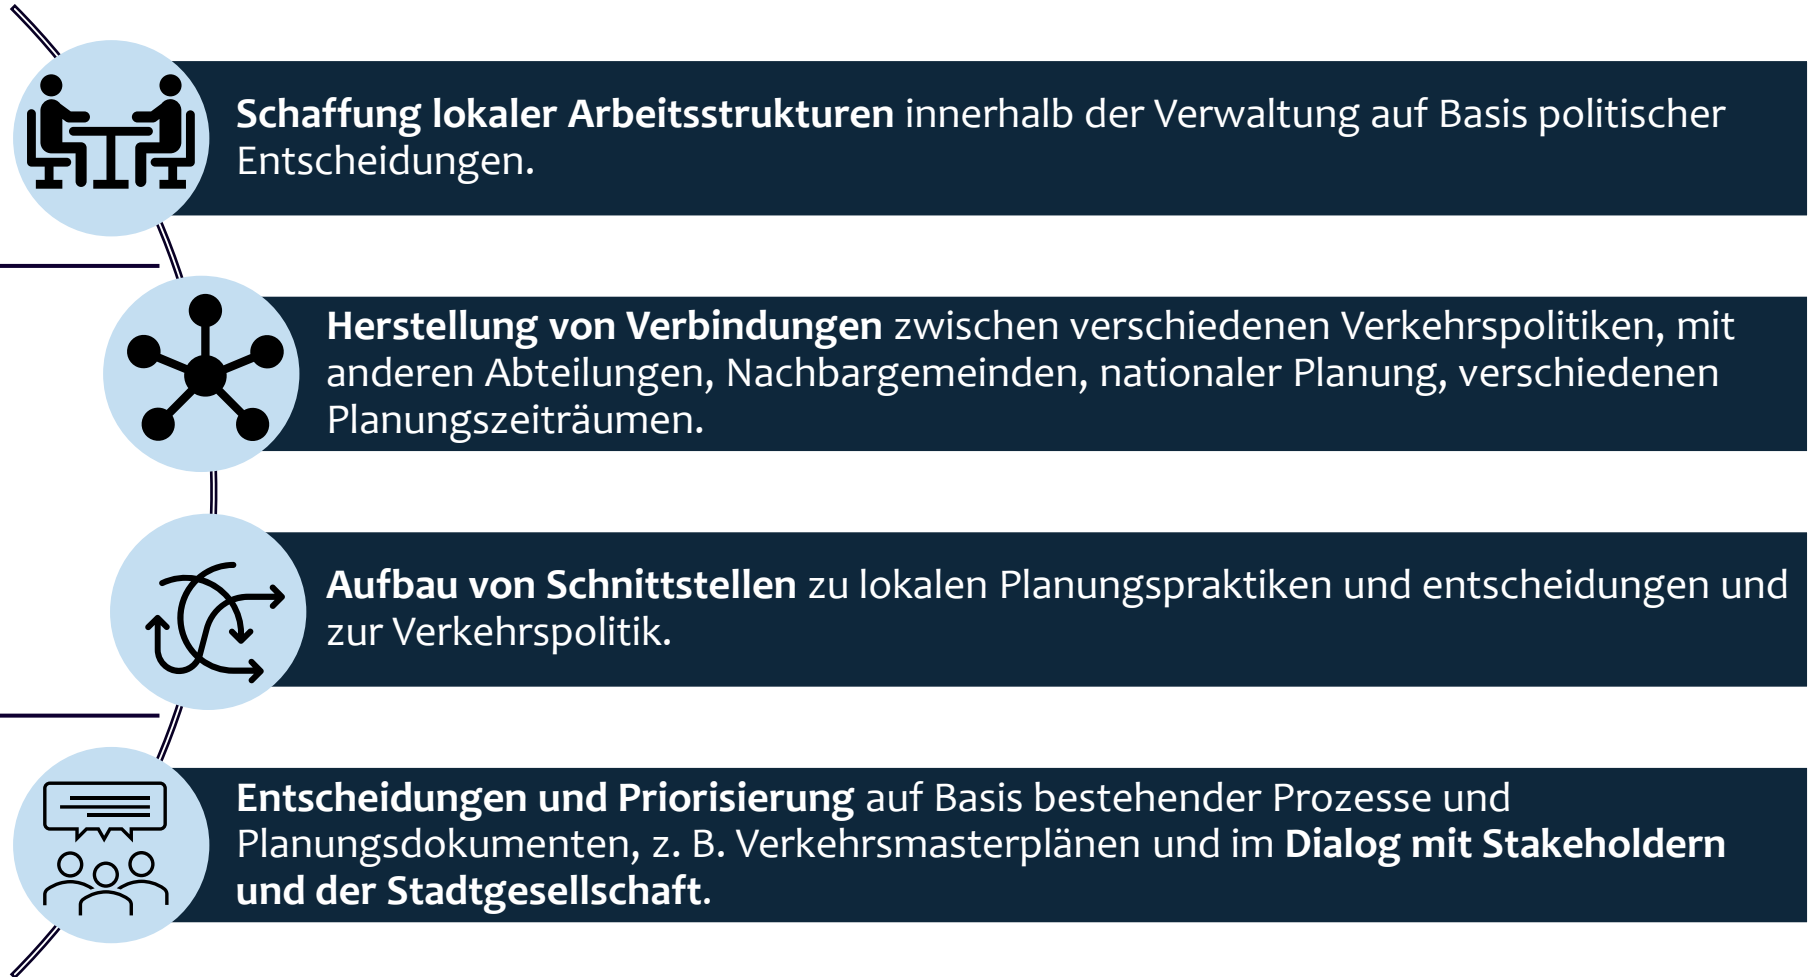 Schaffung lokaler Arbeitsstrukturen innerhalb der Verwaltung auf Basis politischer
Entscheidungen.
Herstellung von Verbindungen zwischen verschiedenen Verkehrspolitiken, mit
anderen Abteilungen, Nachbargemeinden, nationaler Planung, verschiedenen
Planungszeiträumen.
Aufbau von Schnittstellen zu lokalen Planungspraktiken und entscheidungen und
zur Verkehrspolitik.
Entscheidungen und Priorisierung auf Basis bestehender Prozesse und
Planungsdokumenten, z. B. Verkehrsmasterplänen und im Dialog mit Stakeholdern
und der Stadtgesellschaft.